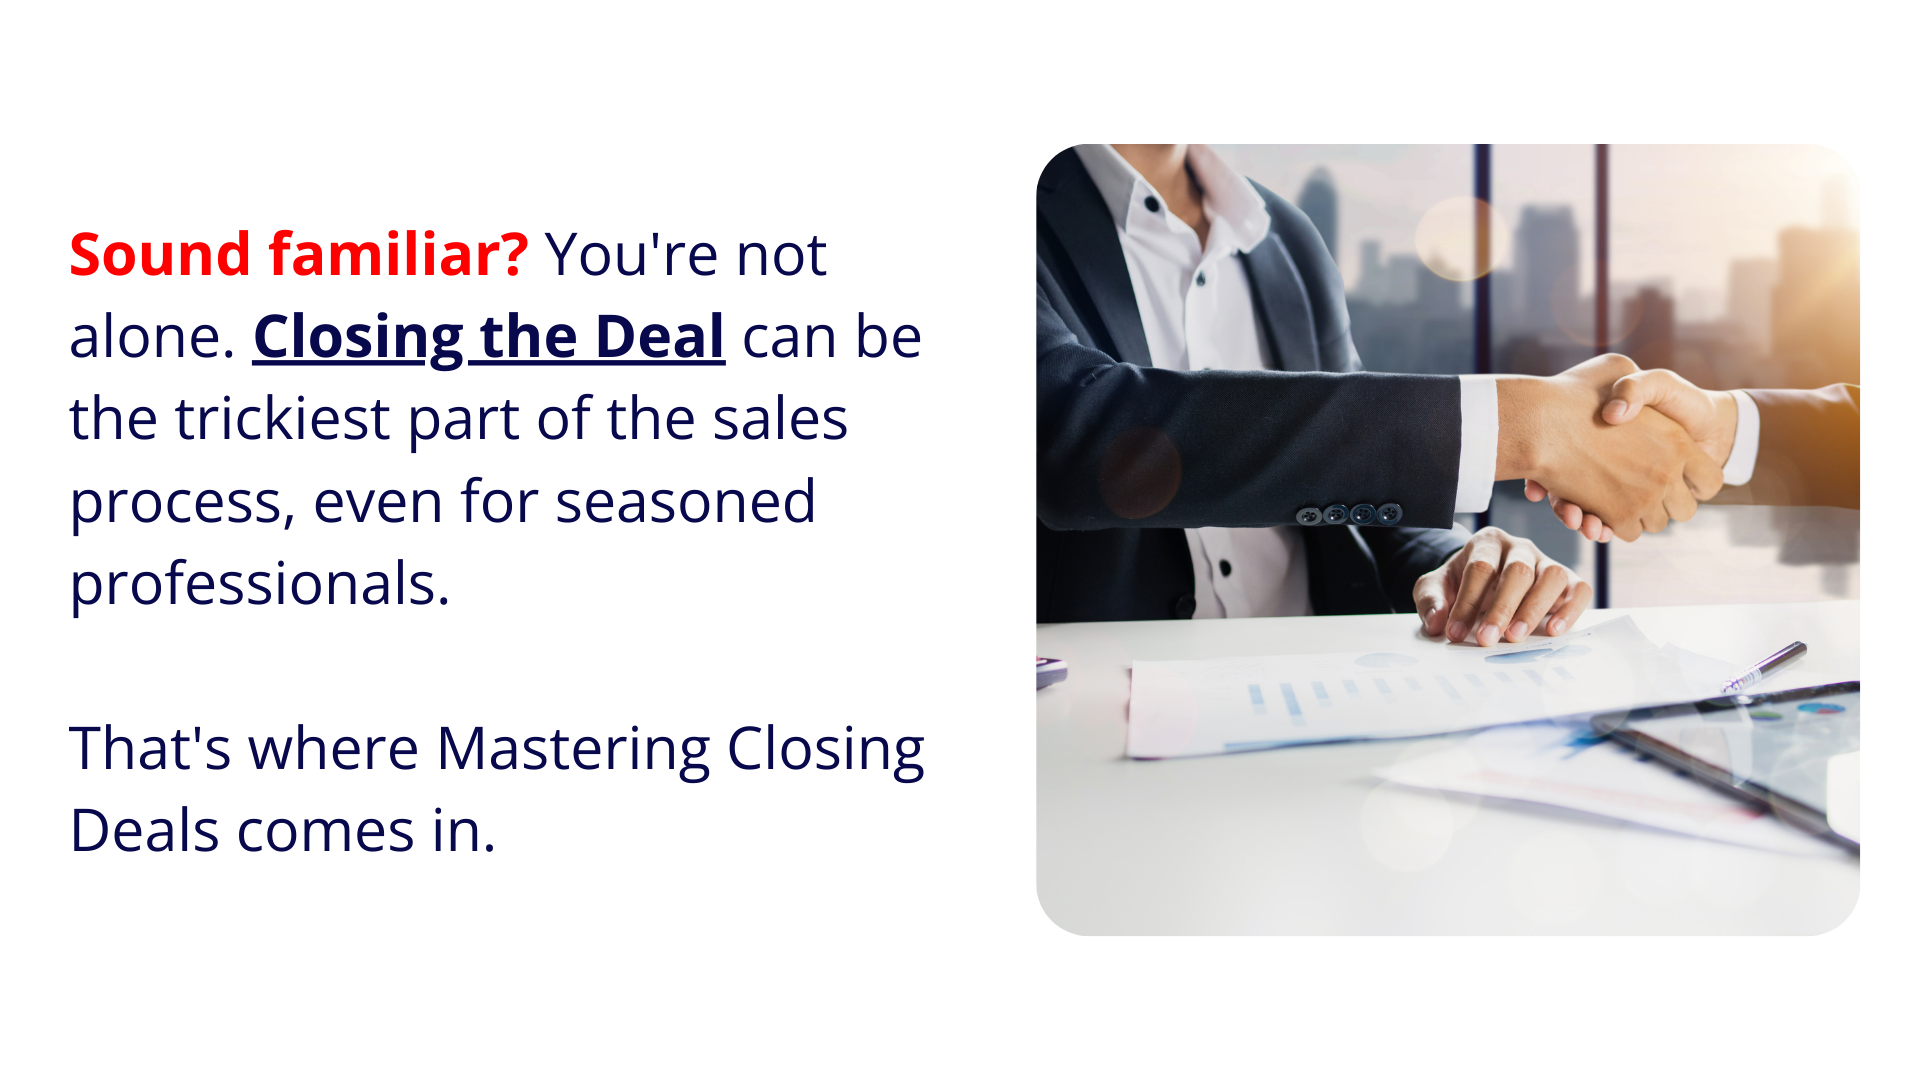 Sound familiar? You're not
alone. Closing the Deal can be
the trickiest part of the sales
process, even for seasoned
professionals.
That's where Mastering Closing
Deals comes in.